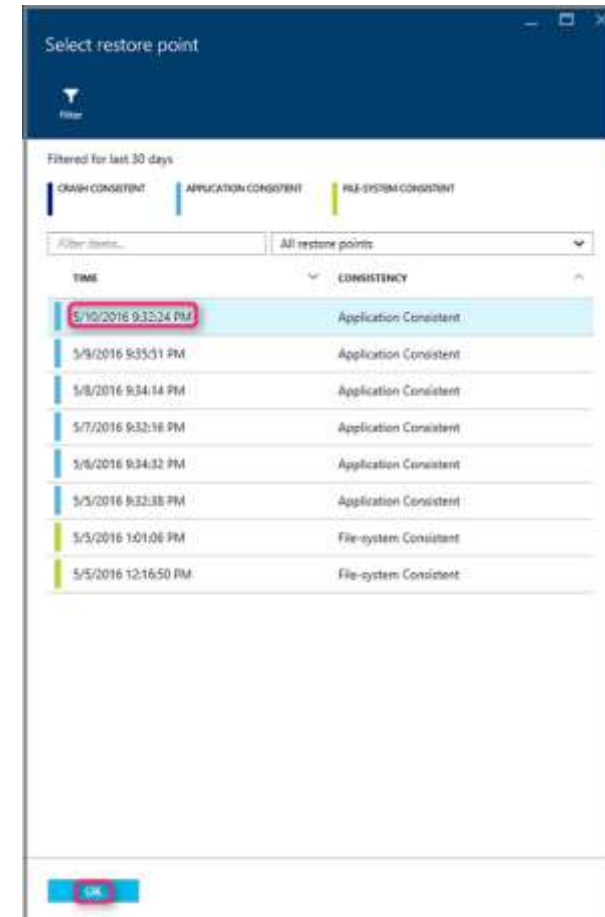 Select restore point
Filter
Filtered for last 30 days
CRASH CONSISTENT APPLICATION CONSISTENT FILE-SYSTEM CONSISTENT
Filter items... All restore points
TIME CONSISTENCY
5/10/2016 9:32:24 PM Application Consistent
5/9/2016 9:35:51 PM Application Consistent
5/8/2016 9:34:14 PM Application Consistent
5/7/2016 9:32:16 PM Application Consistent
5/6/2016 9:34:32 PM Application Consistent
5/5/2016 9:32:38 PM Application Consistent
5/5/2016 1:01:06 PM File-system Consistent
5/5/2016 12:16:50 PM File-system Consistent
OK